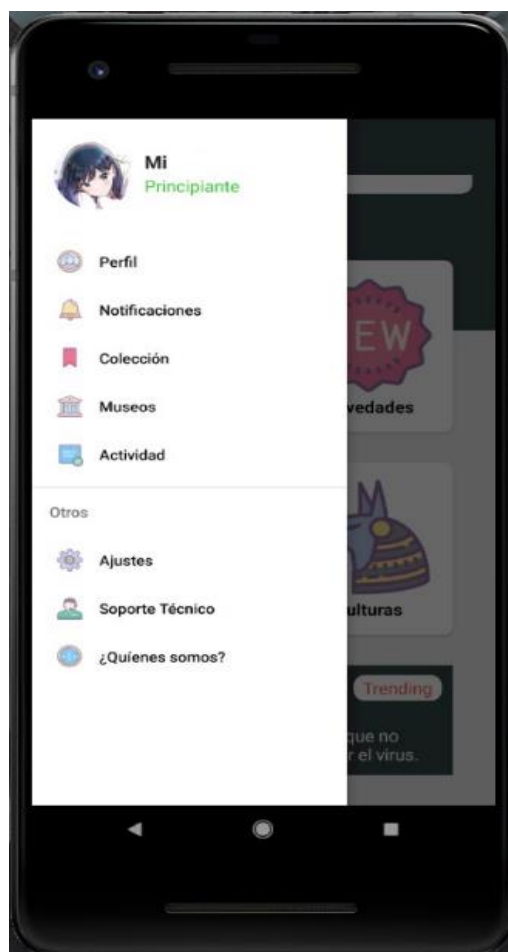 Mi
Principiante
Perfil
Notificaciones
Colección
Museos
Actividad
Otros
Ajustes
Soporte Técnico
¿Quíenes somos?
EW
vedades
ulturas
Trending
que no
r el virus.